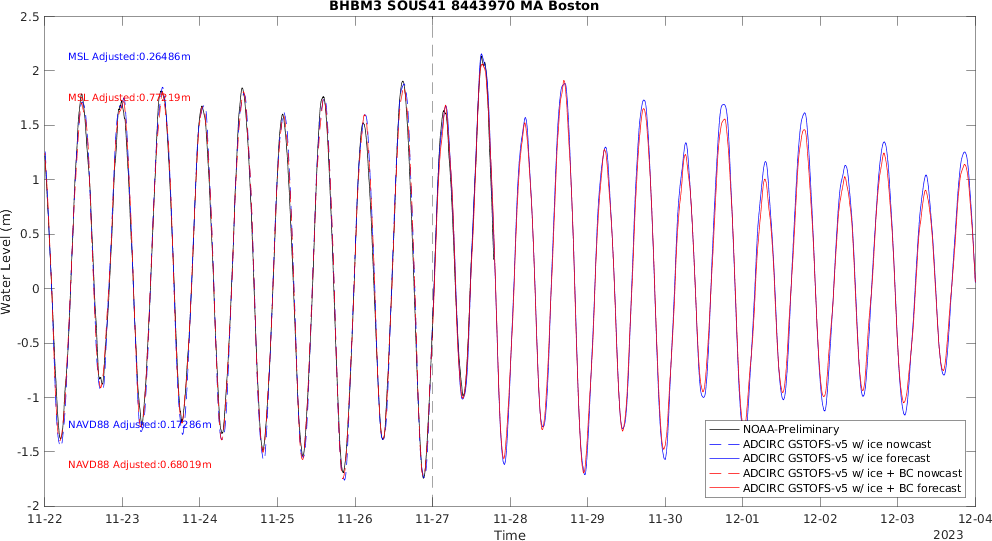 BHBM3 SOUS41 8443970 MA Boston
2.5
2
1.5
1
0.5
0
-0.5
-1
-1.5
-2
Water Level (m)
MSL Adjusted:0.26486m
MSL Adjusted:0.77219m
NAVD88 Adjusted:0.17286m
NAVD88 Adjusted:0.68019m
NOAA-Preliminary
ADCIRC GSTOFS-v5 w/ ice nowcast
ADCIRC GSTOFS-v5 w/ ice forecast
ADCIRC GSTOFS-v5 w/ ice + BC nowcast
ADCIRC GSTOFS-v5 w/ ice + BC forecast
11-22 11-23 11-24 11-25 11-26 11-27 11-28 11-29 11-30 12-01 12-02 12-03 12-04
Time
2023